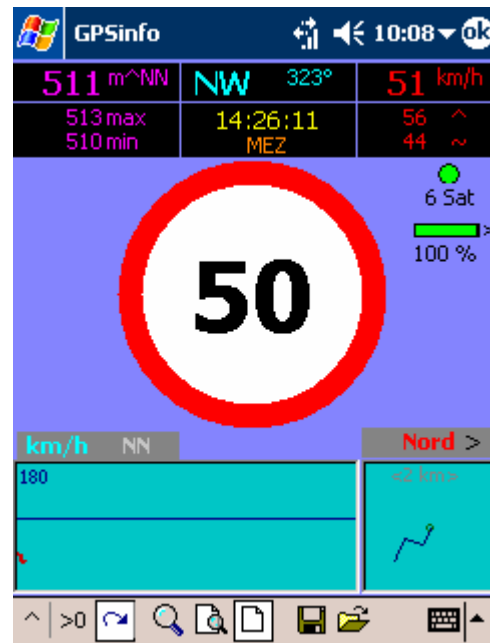 GPSinfo 10:08 ok
511 m^NN NW 323° 51 km/h
513 max 14:26:11 56 ^
510 min MEZ 44 ~
6 Sat
100 %
50
km/h NN Nord >
180 <2 km>
^ >0